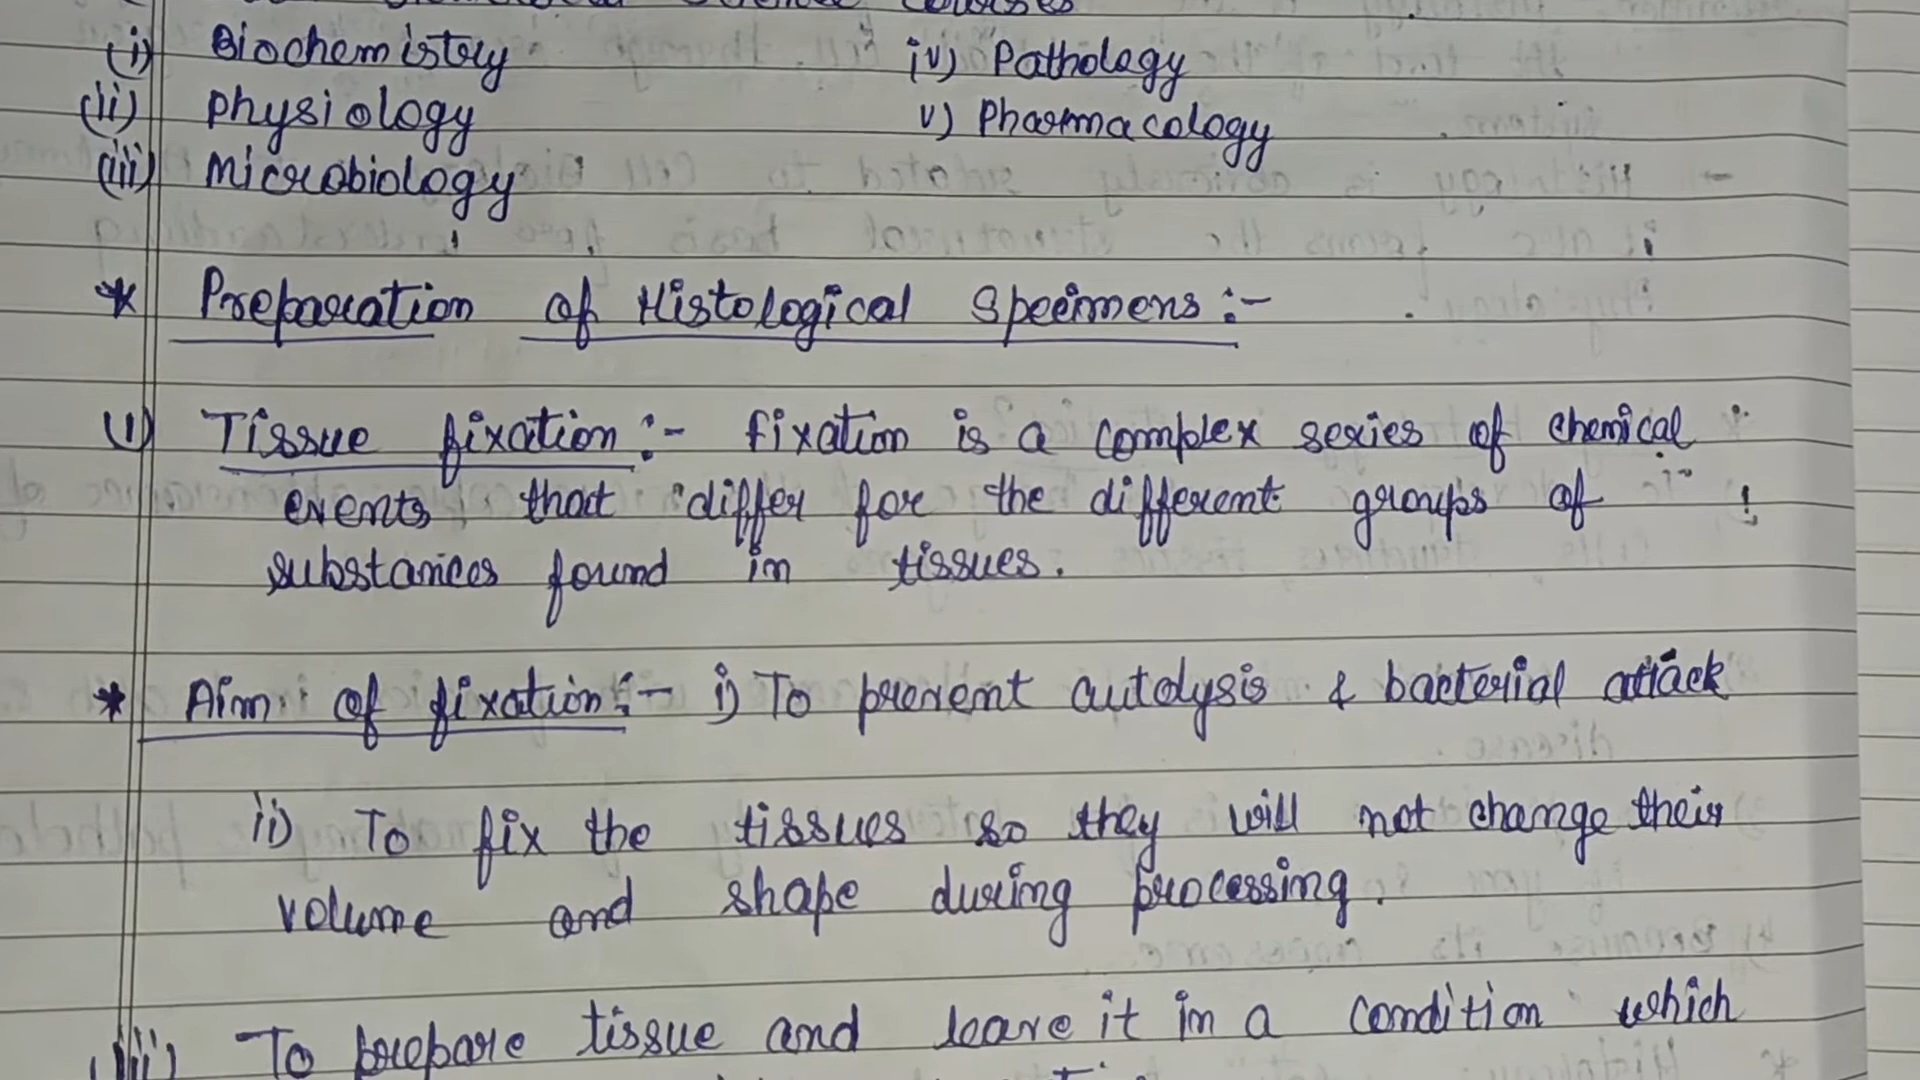 Courses
(i) Biochemistry
iv) Pathology
(ii) Physiology
v) Pharmacology
(iii) Microbiology
* Preparation of Histological Speimens :-
(1) Tissue fixation :- fixation is a complex series of chemical
events that differ for the different groups of
substances found in tissues.
* Aim of fixation :- i) To prevent autolysis & bacterial attack
ii) To fix the tissues so they will not change their
volume and shape during processing.
(iii) To prepare tissue and leave it in a condition which